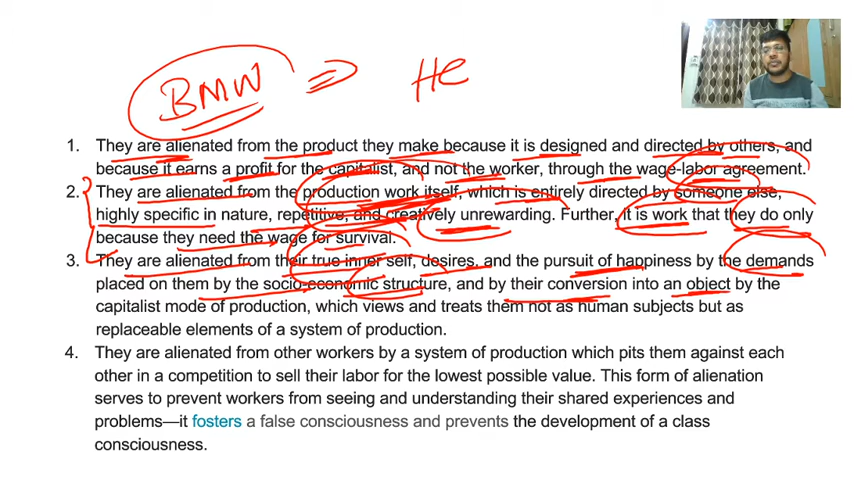 BMW ⇒ HC
1. They are alienated from the product they make because it is designed and directed by others, and
because it earns a profit for the capitalist, and not the worker, through the wage-labor agreement.
2. They are alienated from the production work itself, which is entirely directed by someone else,
highly specific in nature, repetitive, and creatively unrewarding. Further, it is work that they do only
because they need the wage for survival.
3. They are alienated from their true inner self, desires, and the pursuit of happiness by the demands
placed on them by the socio-economic structure, and by their conversion into an object by the
capitalist mode of production, which views and treats them not as human subjects but as
replaceable elements of a system of production.
4. They are alienated from other workers by a system of production which pits them against each
other in a competition to sell their labor for the lowest possible value. This form of alienation
serves to prevent workers from seeing and understanding their shared experiences and
problems—it fosters a false consciousness and prevents the development of a class
consciousness.